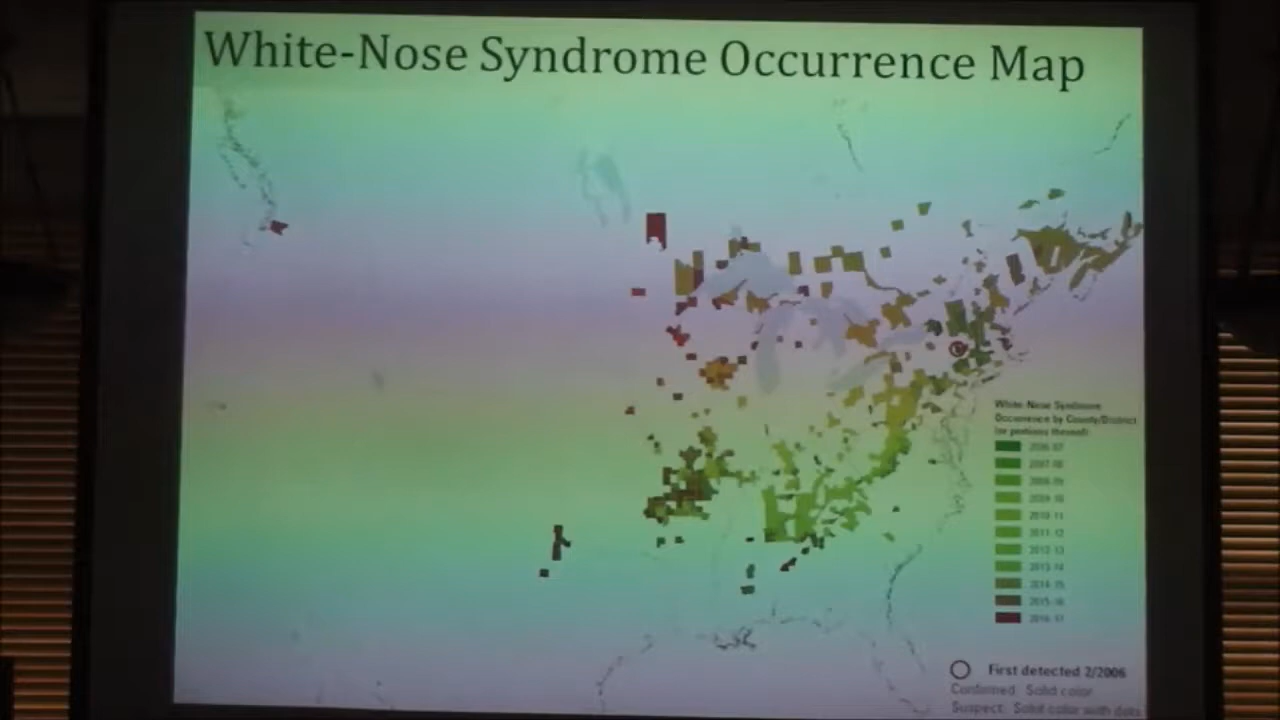 White-Nose Syndrome Occurrence Map
White-Nose Syndrome
Occurrence by County/District
(or portions thereof)
2006-07
2007-08
2008-09
2009-10
2010-11
2011-12
2012-13
2013-14
2014-15
2015-16
2016-17
First detected 2/2006
Confirmed Solid color
Suspect: Solid color with dots